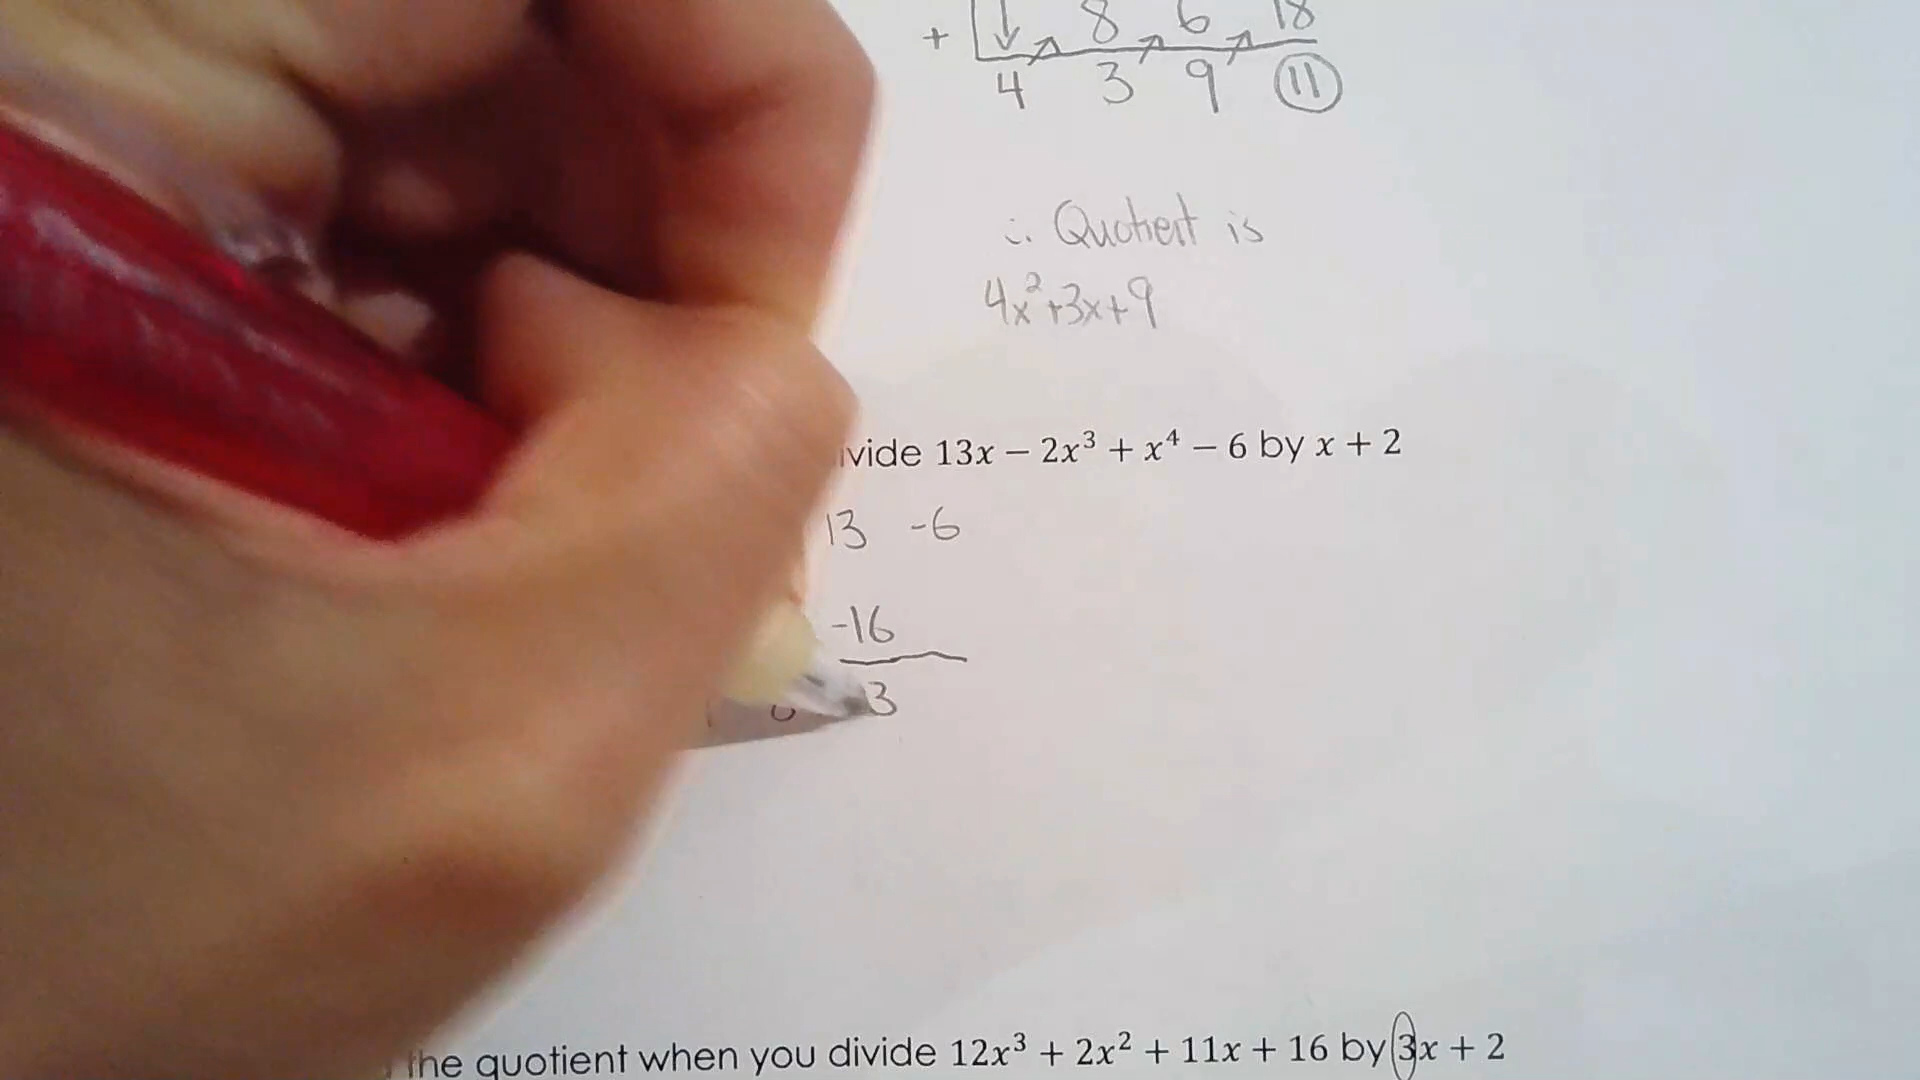 + 8 6 18
4 3 9 11
∴ Quotient is
4x²+3x+9
ivide 13x − 2x³ + x⁴ − 6 by x + 2
13 -6
-16
3
the quotient when you divide 12x³ + 2x² + 11x + 16 by 3x + 2